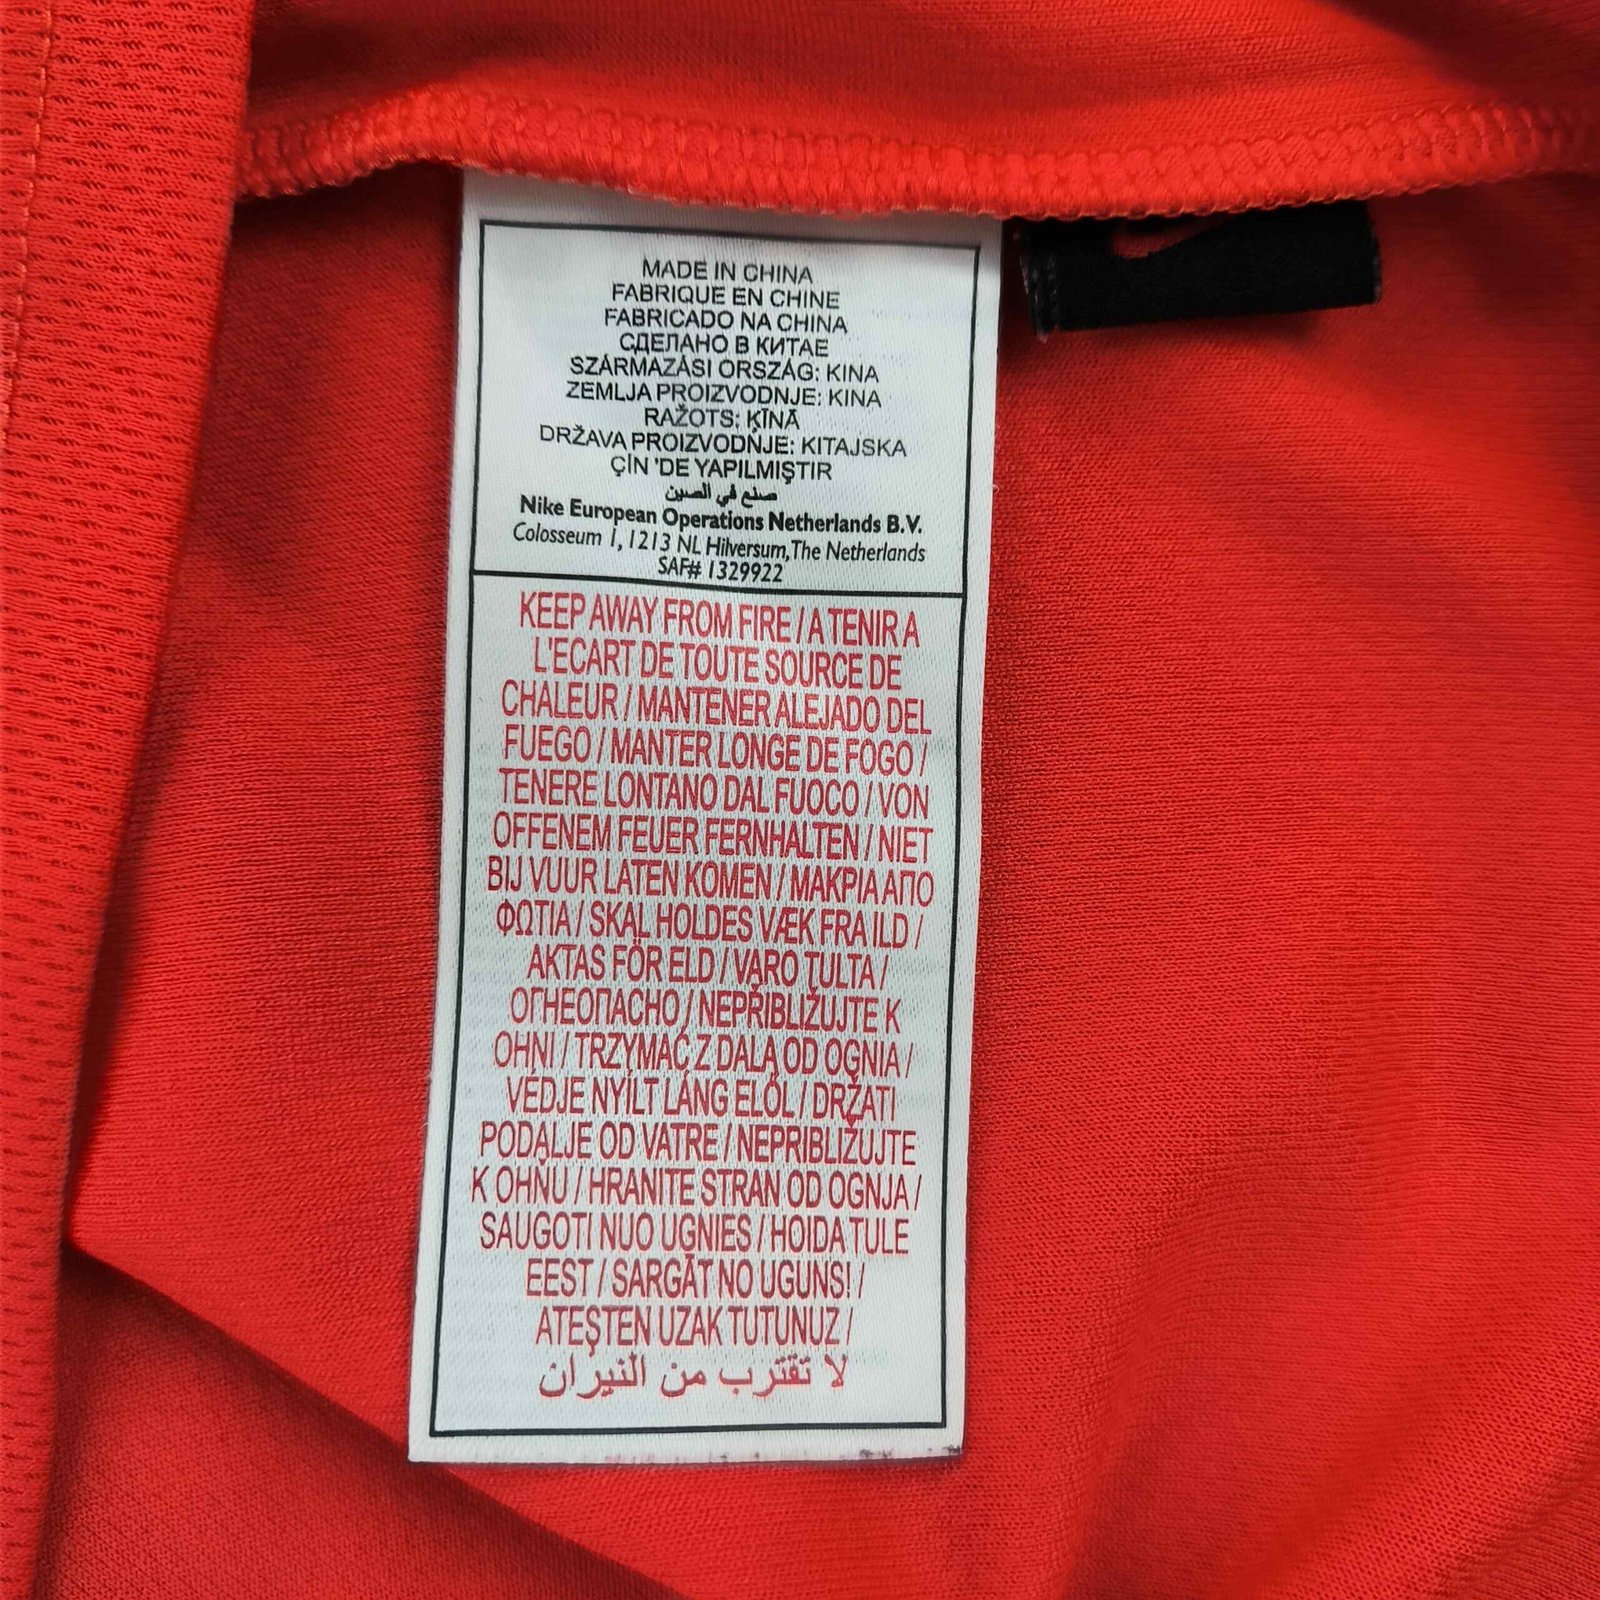 MADE IN CHINA
FABRIQUE EN CHINE
FABRICADO NA CHINA
СДЕЛАНО В КИТАЕ
SZÁRMAZÁSI ORSZÁG: KINA
ZEMLJA PROIZVODNJE: KINA
RAŽOTS: ĶĪNĀ
DRŽAVA PROIZVODNJE: KITAJSKA
ÇİN 'DE YAPILMIŞTIR
صنع في الصين
Nike European Operations Netherlands B.V.
Colosseum 1, 1213 NL Hilversum, The Netherlands
SAF# 1329922
KEEP AWAY FROM FIRE / A TENIR A
L'ECART DE TOUTE SOURCE DE
CHALEUR / MANTENER ALEJADO DEL
FUEGO / MANTER LONGE DE FOGO /
TENERE LONTANO DAL FUOCO / VON
OFFENEM FEUER FERNHALTEN / NIET
BIJ VUUR LATEN KOMEN / ΜΑΚΡΙΑ ΑΠΟ
ΦΩΤΙΑ / SKAL HOLDES VÆK FRA ILD /
AKTAS FÖR ELD / VARO TULTA /
ОГНЕОПАСНО / NEPŘIBLIŽUJTE K
OHNI / TRZYMAĆ Z DALA OD OGNIA /
VÉDJE NYÍLT LÁNG ELŐL / DRŽATI
PODALJE OD VATRE / NEPRIBLIŽUJTE
K OHŇU / HRANITE STRAN OD OGNJA /
SAUGOTI NUO UGNIES / HOIDA TULE
EEST / SARGĀT NO UGUNS! /
ATEŞTEN UZAK TUTUNUZ /
لا تقترب من النيران